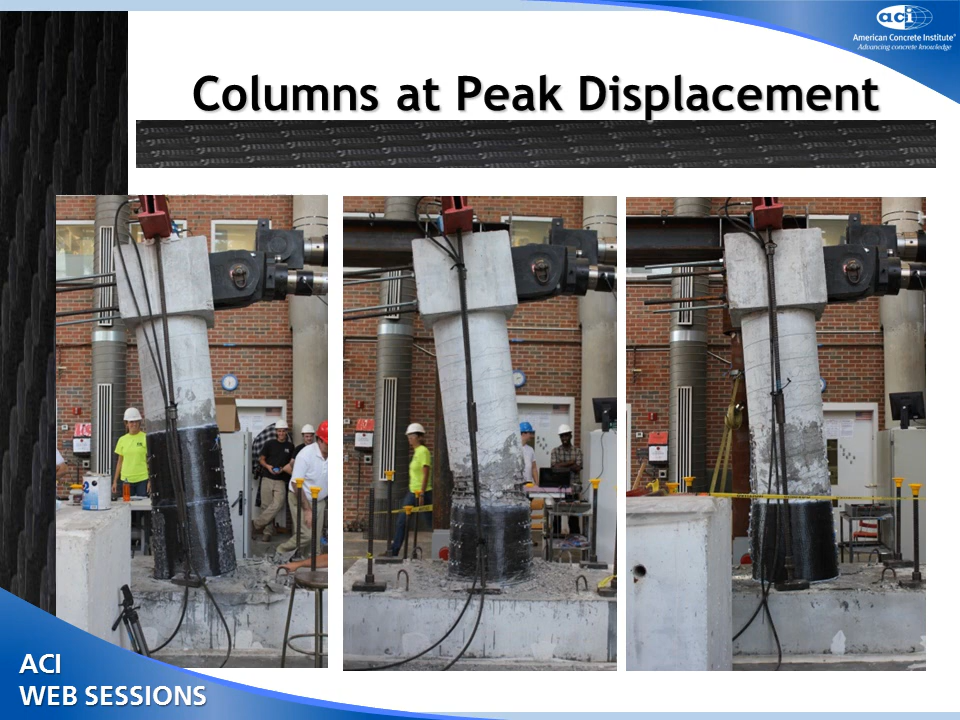 aci
American Concrete Institute®
Advancing concrete knowledge
Columns at Peak Displacement
ACI
WEB SESSIONS